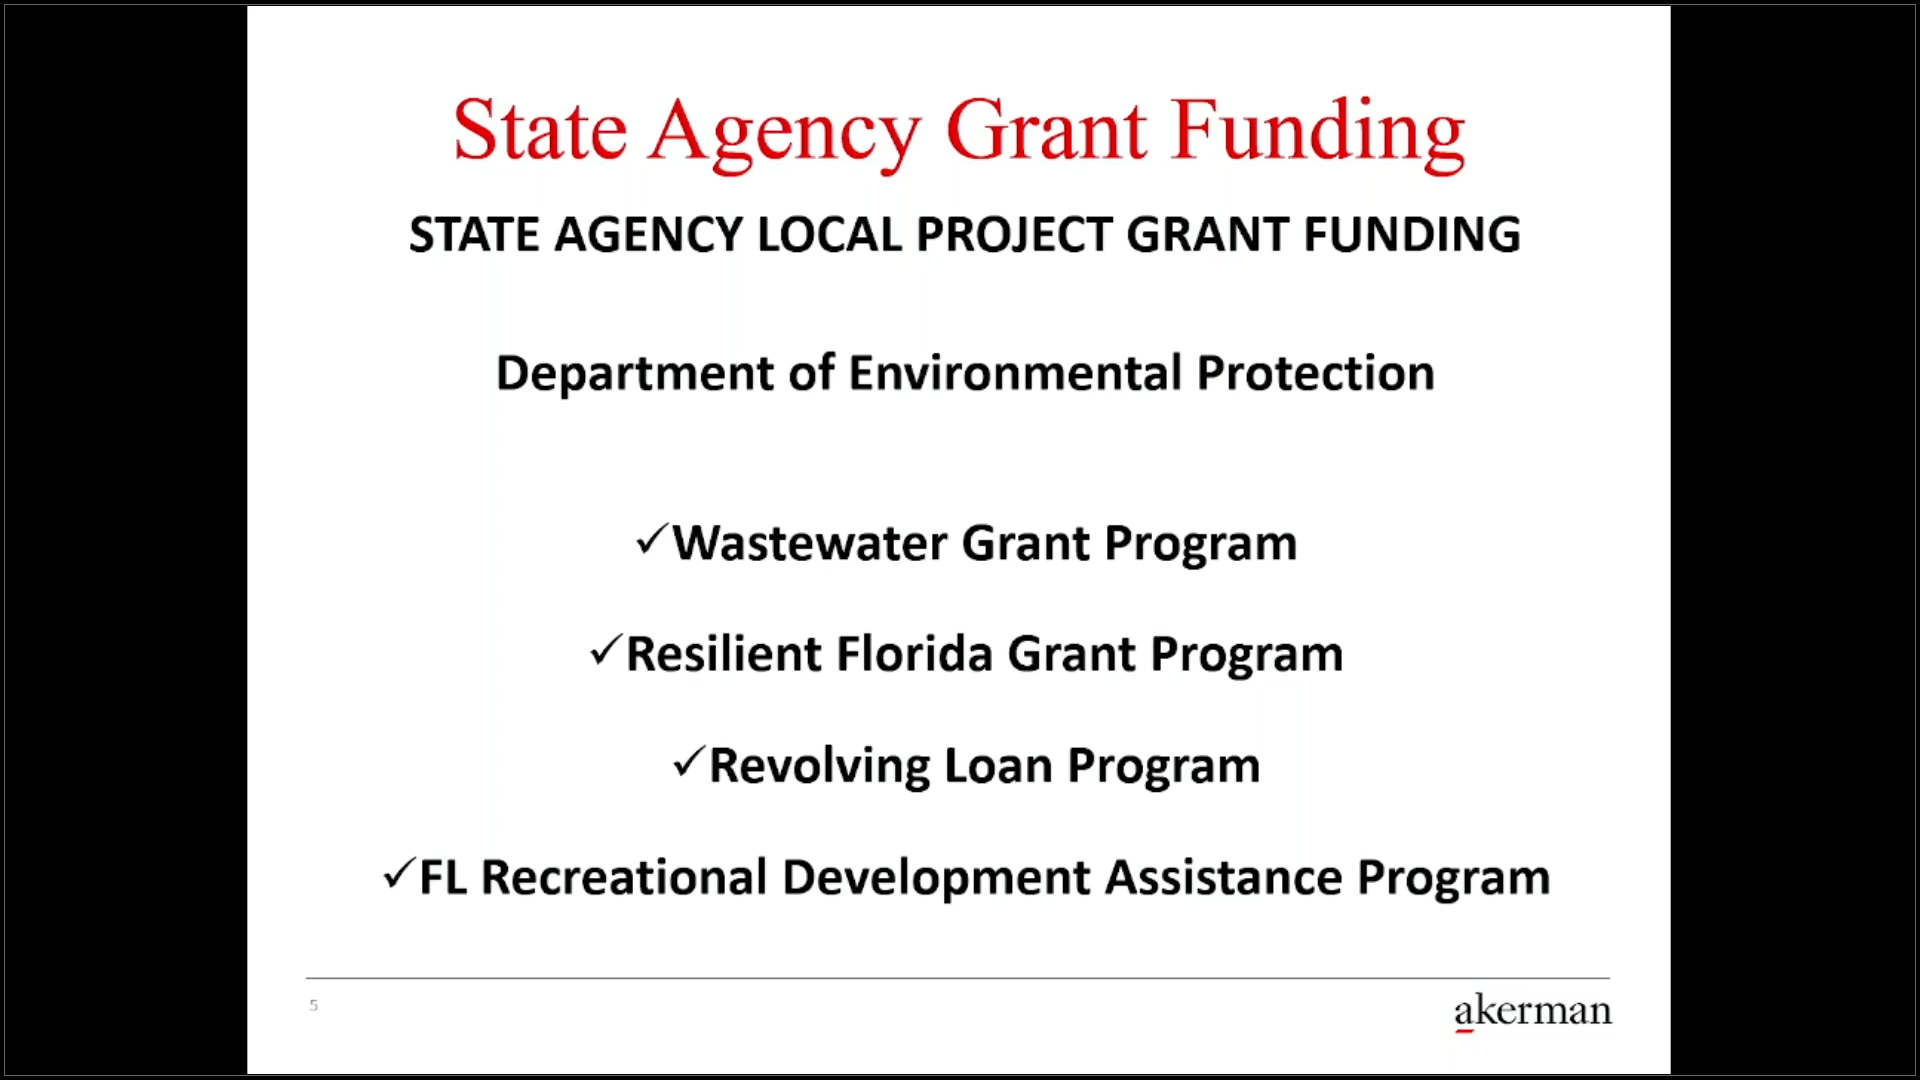 State Agency Grant Funding
STATE AGENCY LOCAL PROJECT GRANT FUNDING
Department of Environmental Protection
✓Wastewater Grant Program
✓Resilient Florida Grant Program
✓Revolving Loan Program
✓FL Recreational Development Assistance Program
5
akerman